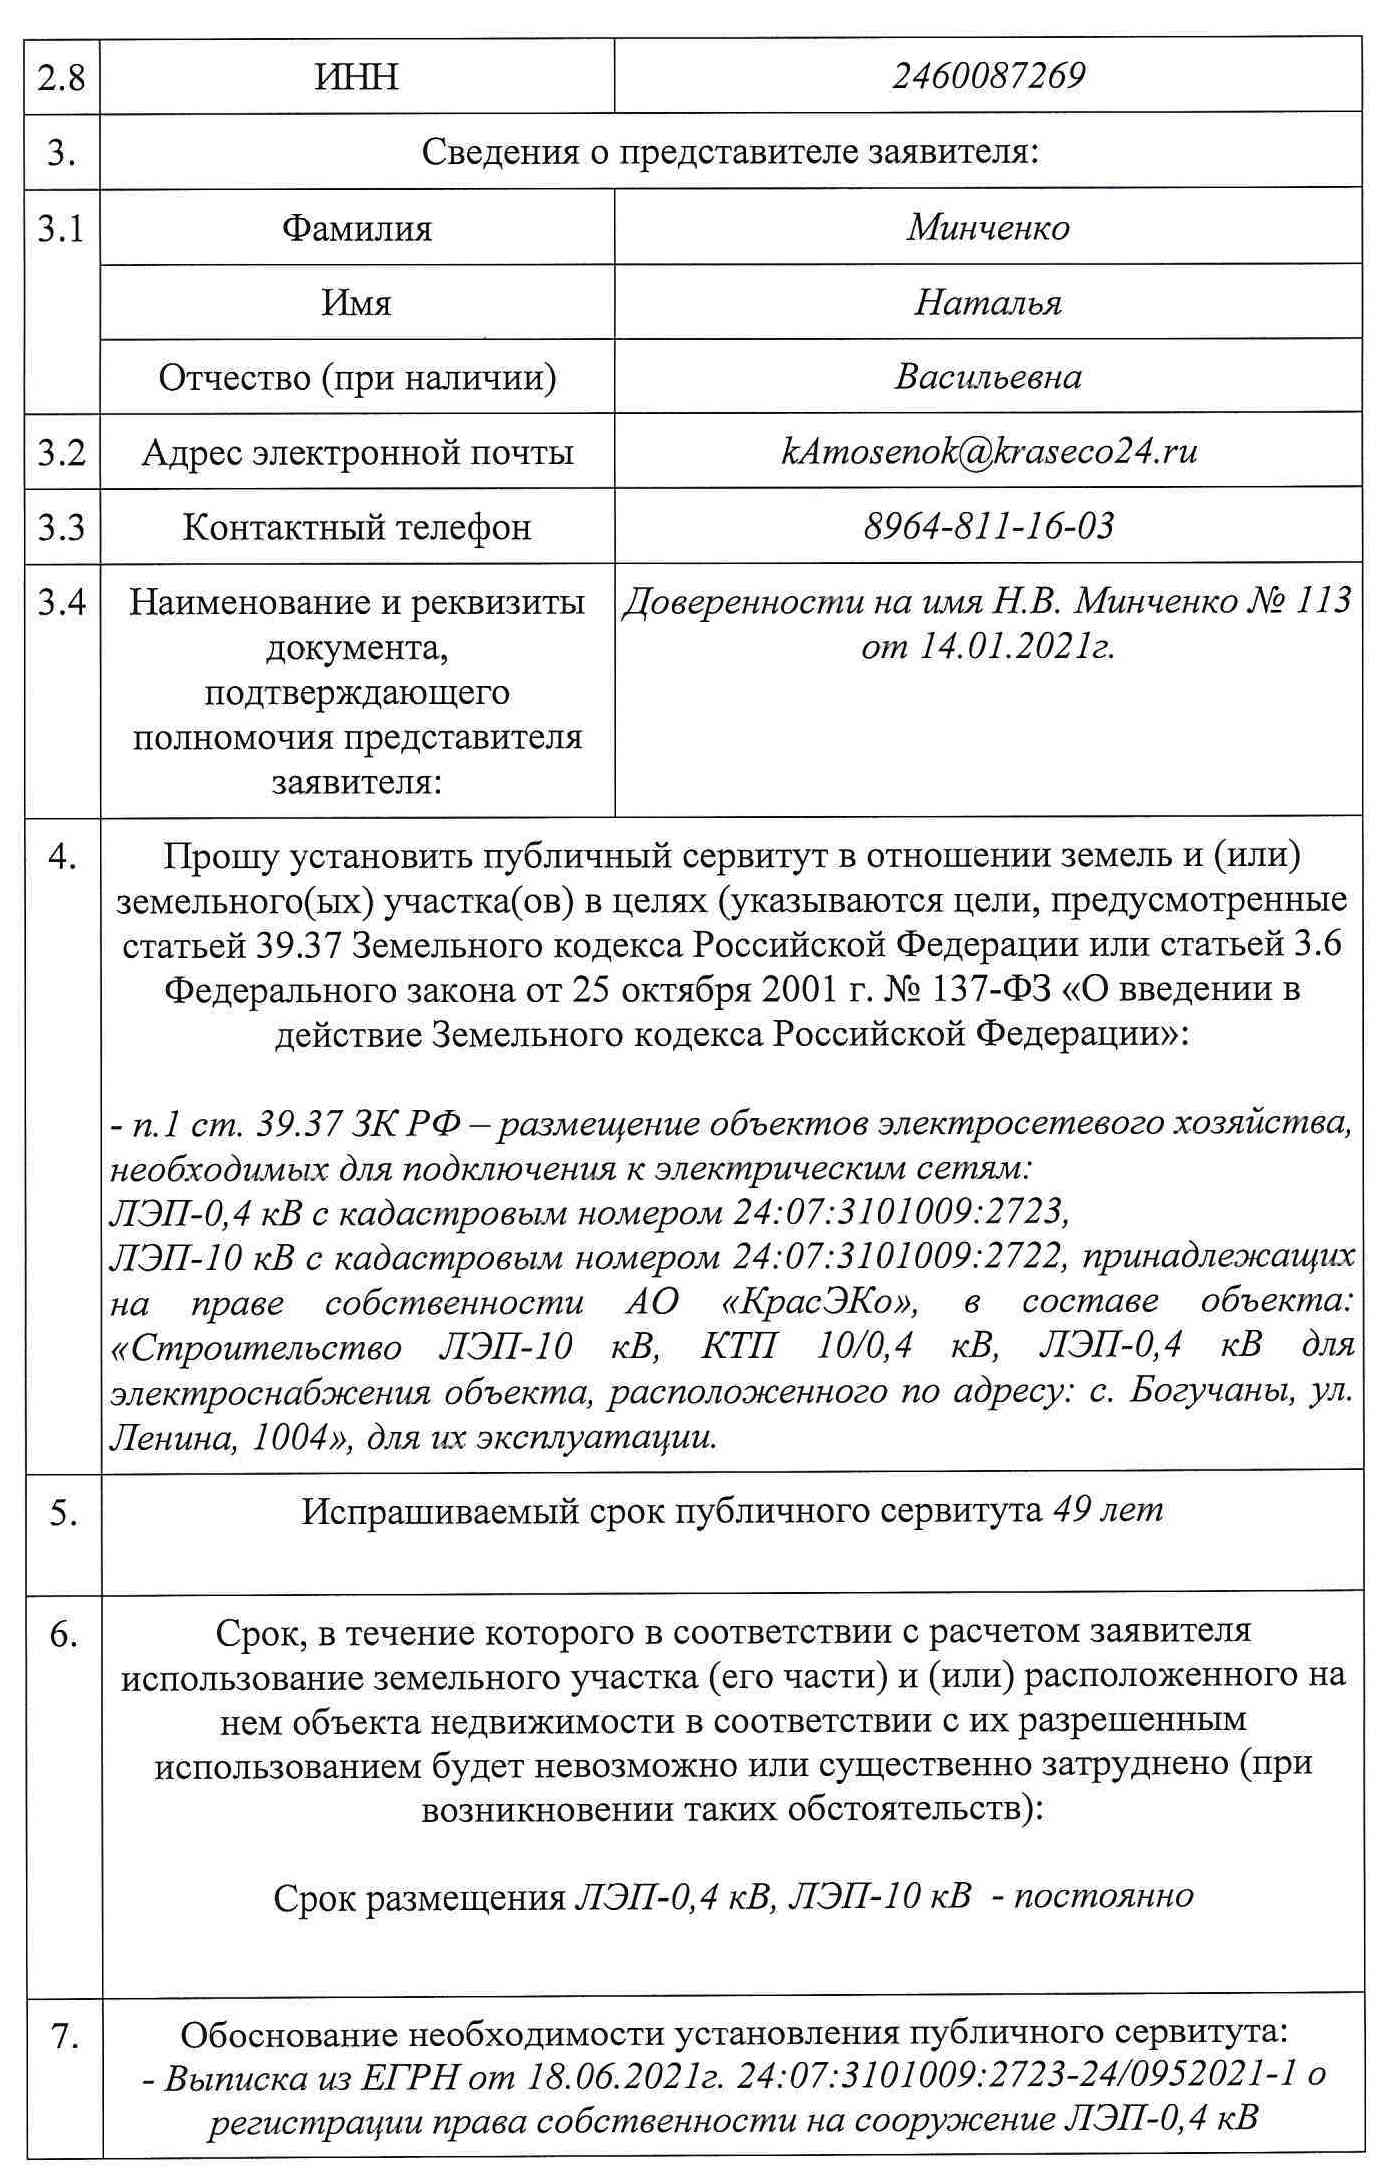 2.8 ИНН 2460087269
3. Сведения о представителе заявителя:
3.1 Фамилия Минченко
Имя Наталья
Отчество (при наличии) Васильевна
3.2 Адрес электронной почты kAmosenok@kraseco24.ru
3.3 Контактный телефон 8964-811-16-03
3.4 Наименование и реквизиты Доверенности на имя Н.В. Минченко № 113
документа, от 14.01.2021г.
подтверждающего
полномочия представителя
заявителя:
4. Прошу установить публичный сервитут в отношении земель и (или)
земельного(ых) участка(ов) в целях (указываются цели, предусмотренные
статьей 39.37 Земельного кодекса Российской Федерации или статьей 3.6
Федерального закона от 25 октября 2001 г. № 137-ФЗ «О введении в
действие Земельного кодекса Российской Федерации»:
- п.1 ст. 39.37 ЗК РФ – размещение объектов электросетевого хозяйства,
необходимых для подключения к электрическим сетям:
ЛЭП-0,4 кВ с кадастровым номером 24:07:3101009:2723,
ЛЭП-10 кВ с кадастровым номером 24:07:3101009:2722, принадлежащих
на праве собственности АО «КрасЭКо», в составе объекта:
«Строительство ЛЭП-10 кВ, КТП 10/0,4 кВ, ЛЭП-0,4 кВ для
электроснабжения объекта, расположенного по адресу: с. Богучаны, ул.
Ленина, 1004», для их эксплуатации.
5. Испрашиваемый срок публичного сервитута 49 лет
6. Срок, в течение которого в соответствии с расчетом заявителя
использование земельного участка (его части) и (или) расположенного на
нем объекта недвижимости в соответствии с их разрешенным
использованием будет невозможно или существенно затруднено (при
возникновении таких обстоятельств):
Срок размещения ЛЭП-0,4 кВ, ЛЭП-10 кВ - постоянно
7. Обоснование необходимости установления публичного сервитута:
- Выписка из ЕГРН от 18.06.2021г. 24:07:3101009:2723-24/0952021-1 о
регистрации права собственности на сооружение ЛЭП-0,4 кВ